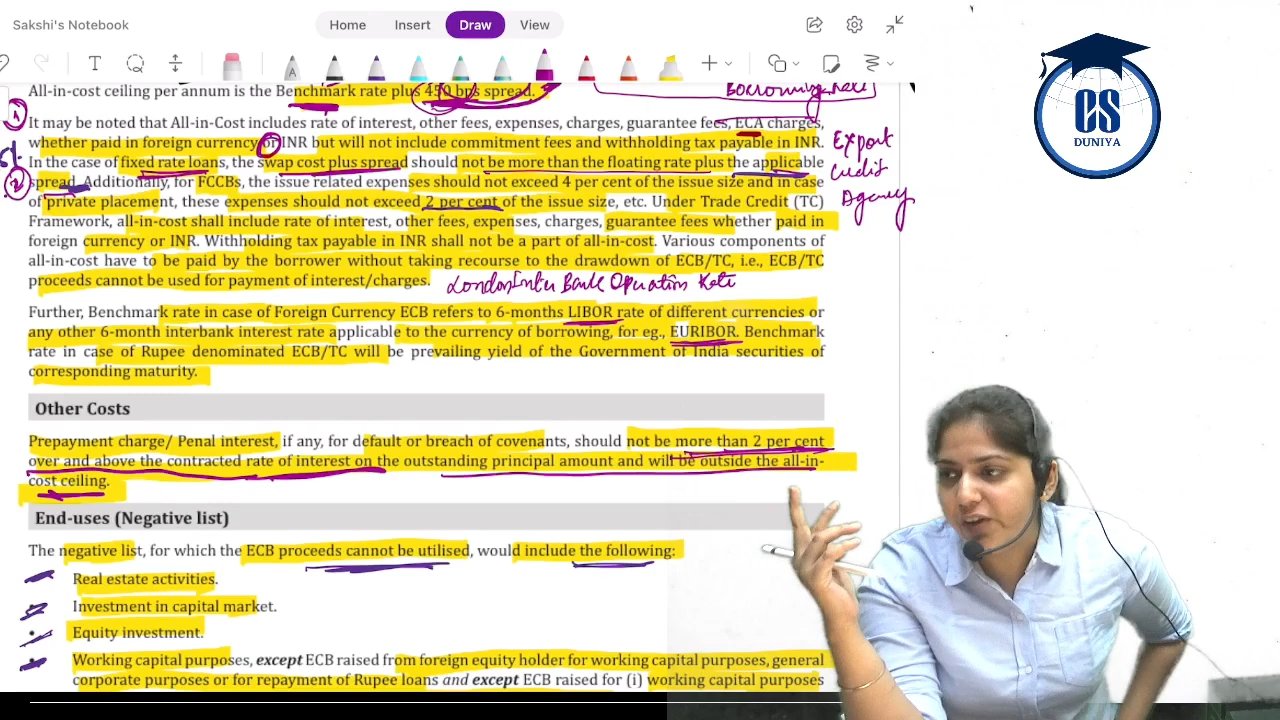 Sakshi's Notebook
Home Insert Draw View
All-in-cost ceiling per annum is the Benchmark rate plus 450 bps spread.
Borrowing Rate
It may be noted that All-in-Cost includes rate of interest, other fees, expenses, charges, guarantee fees, ECA charges,
whether paid in foreign currency or INR but will not include commitment fees and withholding tax payable in INR.
In the case of fixed rate loans, the swap cost plus spread should not be more than the floating rate plus the applicable
spread. Additionally, for FCCBs, the issue related expenses should not exceed 4 per cent of the issue size and in case
of private placement, these expenses should not exceed 2 per cent of the issue size, etc. Under Trade Credit (TC)
Framework, all-in-cost shall include rate of interest, other fees, expenses, charges, guarantee fees whether paid in
foreign currency or INR. Withholding tax payable in INR shall not be a part of all-in-cost. Various components of
all-in-cost have to be paid by the borrower without taking recourse to the drawdown of ECB/TC, i.e., ECB/TC
proceeds cannot be used for payment of interest/charges.
Export
Credit
Agency
London Inter Bank Operation Rate
Further, Benchmark rate in case of Foreign Currency ECB refers to 6-months LIBOR rate of different currencies or
any other 6-month interbank interest rate applicable to the currency of borrowing, for eg., EURIBOR. Benchmark
rate in case of Rupee denominated ECB/TC will be prevailing yield of the Government of India securities of
corresponding maturity.
Other Costs
Prepayment charge/ Penal interest, if any, for default or breach of covenants, should not be more than 2 per cent
over and above the contracted rate of interest on the outstanding principal amount and will be outside the all-in-
cost ceiling.
End-uses (Negative list)
The negative list, for which the ECB proceeds cannot be utilised, would include the following:
Real estate activities.
Investment in capital market.
Equity investment.
Working capital purposes, except ECB raised from foreign equity holder for working capital purposes, general
corporate purposes or for repayment of Rupee loans and except ECB raised for (i) working capital purposes
CS
DUNIYA